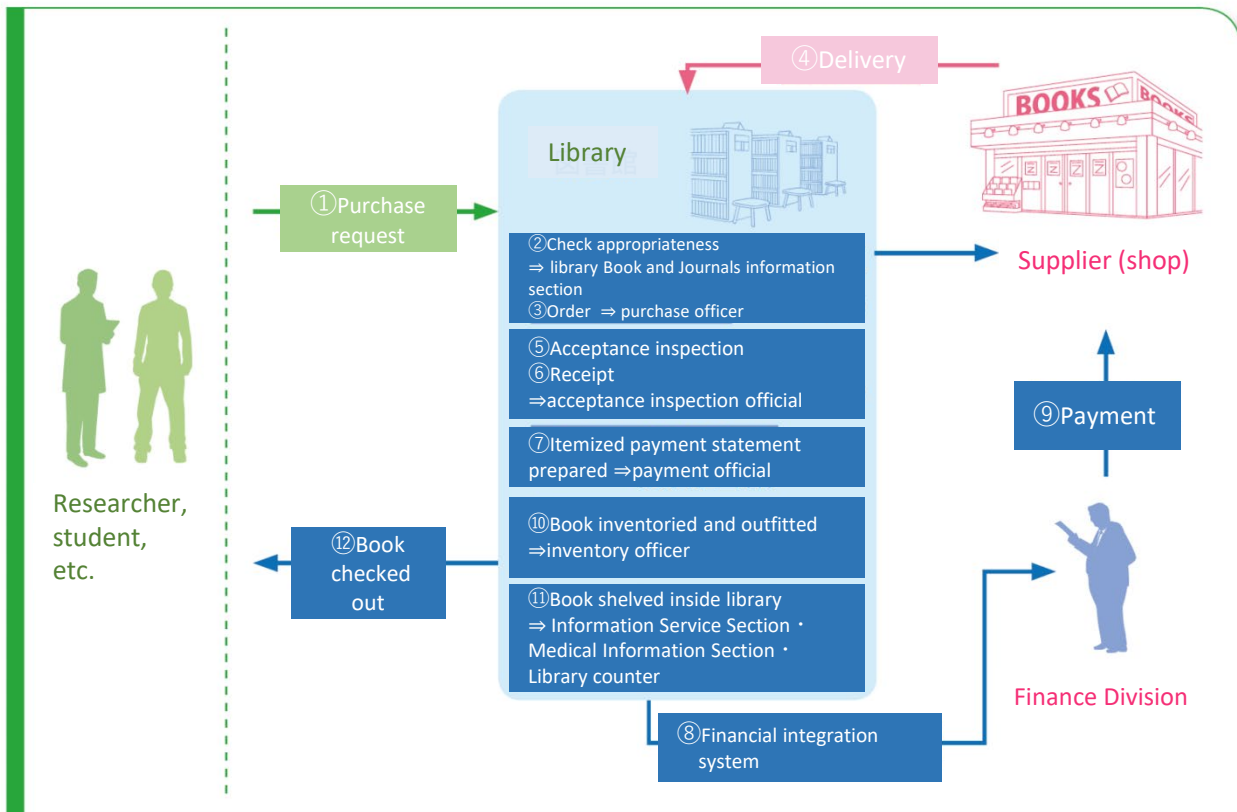 ④Delivery
BOOKS
BOOKS
Library
①Purchase
request
②Check appropriateness
⇒ library Book and Journals information
section
③Order ⇒ purchase officer
Supplier (shop)
⑤Acceptance inspection
⑥Receipt
⇒acceptance inspection official
⑨Payment
⑦Itemized payment statement
prepared ⇒payment official
Researcher,
student,
etc.
⑩Book inventoried and outfitted
⇒inventory officer
⑫Book
checked
out
⑪Book shelved inside library
⇒ Information Service Section・
Medical Information Section・
Library counter
Finance Division
⑧Financial integration
system